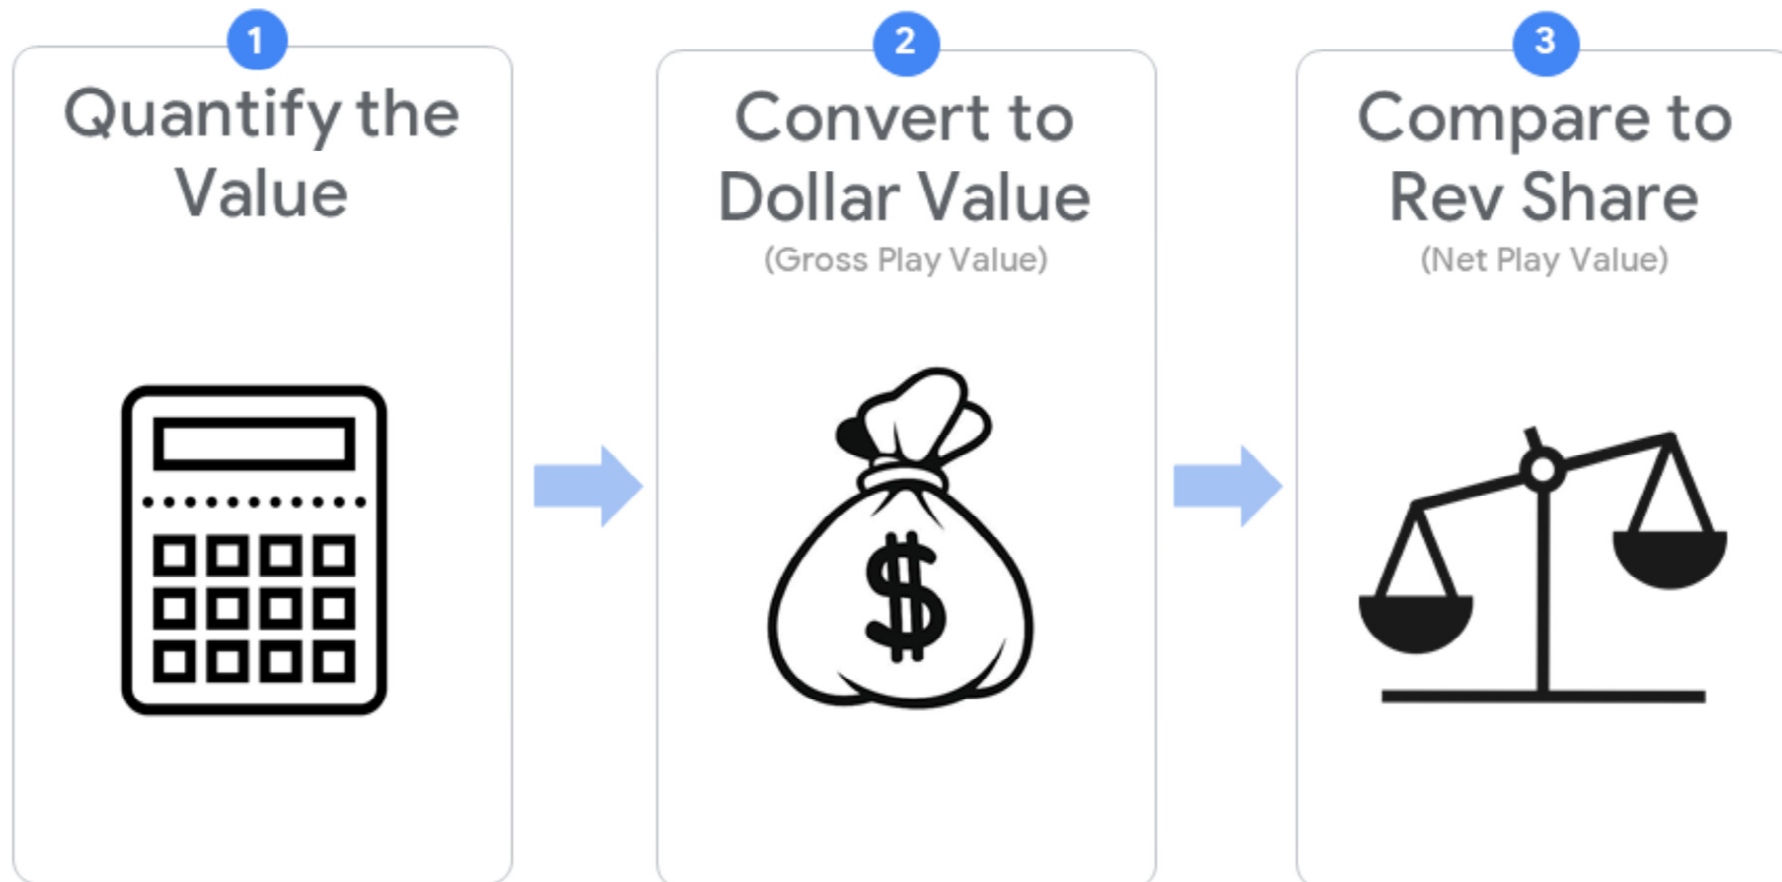 1
Quantify the
Value
2
Convert to
Dollar Value
(Gross Play Value)
$
3
Compare to
Rev Share
(Net Play Value)